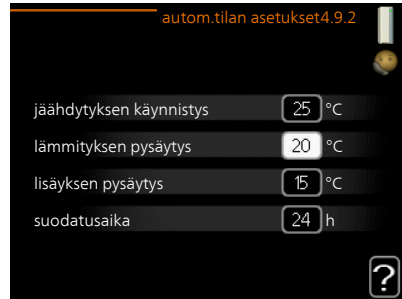 autom.tilan asetukset4.9.2
jäähdytyksen käynnistys 25 °C
lämmityksen pysäytys 20 °C
lisäyksen pysäytys 15 °C
suodatusaika 24 h
?